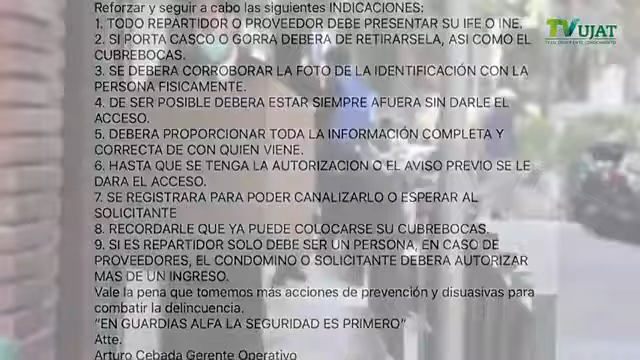 Reforzar y seguir a cabo las siguientes INDICACIONES:
1. TODO REPARTIDOR O PROVEEDOR DEBE PRESENTAR SU IFE O INE.
2. SI PORTA CASCO O GORRA DEBERA DE RETIRARSELA, ASI COMO EL
CUBREBOCAS.
3. SE DEBERA CORROBORAR LA FOTO DE LA IDENTIFICACIÓN CON LA
PERSONA FISICAMENTE.
4. DE SER POSIBLE DEBERA ESTAR SIEMPRE AFUERA SIN DARLE EL
ACCESO.
5. DEBERA PROPORCIONAR TODA LA INFORMACIÓN COMPLETA Y
CORRECTA DE CON QUIEN VIENE.
6. HASTA QUE SE TENGA LA AUTORIZACION O EL AVISO PREVIO SE LE
DARA EL ACCESO.
7. SE REGISTRARA PARA PODER CANALIZARLO O ESPERAR AL
SOLICITANTE
8. RECORDARLE QUE YA PUEDE COLOCARSE SU CUBREBOCAS.
9. SI ES REPARTIDOR SOLO DEBE SER UN PERSONA, EN CASO DE
PROVEEDORES, EL CONDOMINO O SOLICITANTE DEBERA AUTORIZAR
MAS DE UN INGRESO.
Vale la pena que tomemos más acciones de prevención y disuasivas para
combatir la delincuencia.
"EN GUARDIAS ALFA LA SEGURIDAD ES PRIMERO"
Atte.
Arturo Cebada Gerente Operativo
TVUJAT